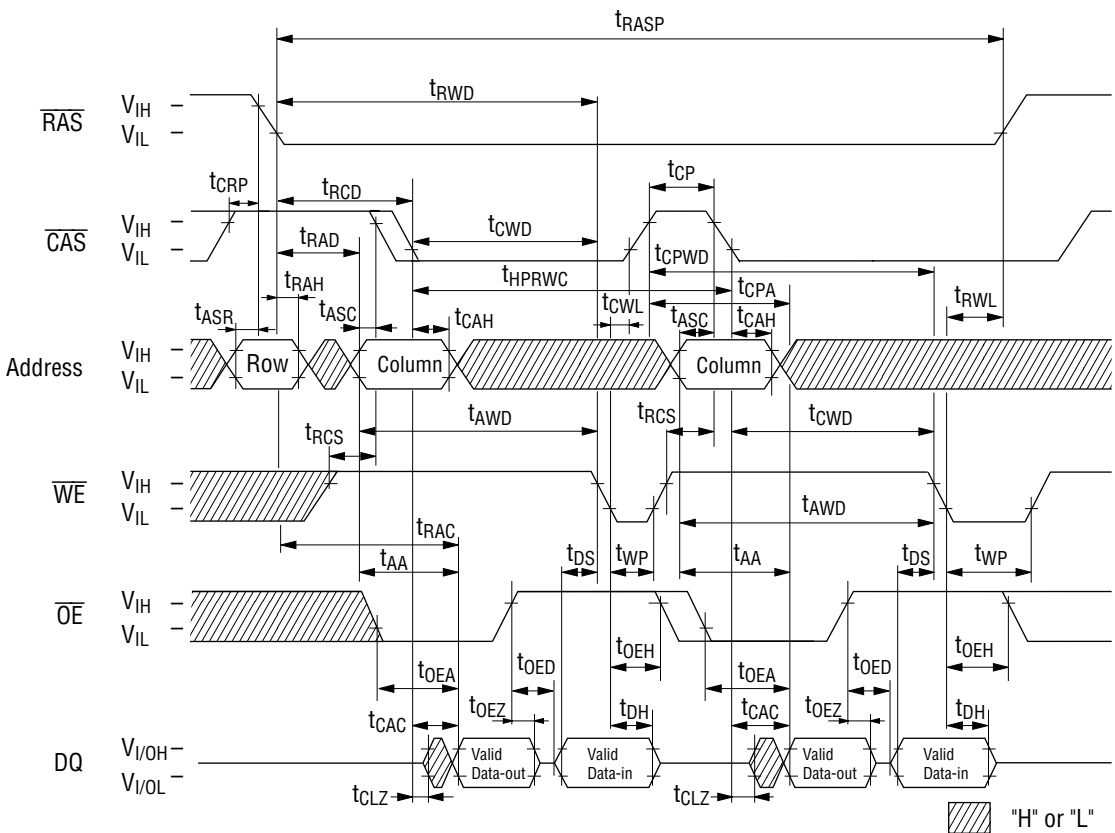 tRASP
tRWD
RAS
VIH
VIL
tCRP
tRCD
tCP
CAS
VIH
VIL
tCWD
tRAD
tCPWD
tHPRWC
tRAH
tCWL
tCPA
tRWL
tASR
tASC
tCAH
tASC
tCAH
Address
VIH
VIL
Row
Column
Column
tRCS
tAWD
tRCS
tCWD
WE
VIH
VIL
tAWD
tRAC
tAA
tDS
tWP
tAA
tDS
tWP
OE
VIH
VIL
tOEA
tOED
tOEH
tOEA
tOED
tOEH
tCAC
tOEZ
tDH
tCAC
tOEZ
tDH
DQ
VI/OH
VI/OL
Valid
Data-out
Valid
Data-in
Valid
Data-out
Valid
Data-in
tCLZ
tCLZ
"H" or "L"